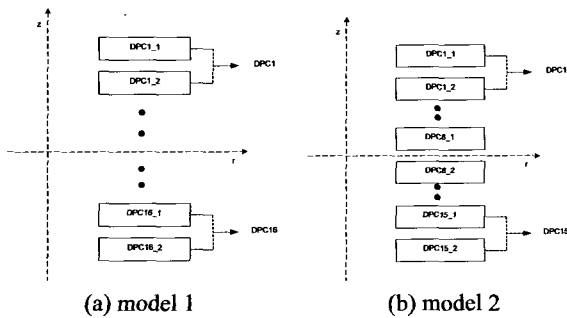 z
DPC1_1
DPC1
DPC1_2
r
DPC16_1
DPC16
DPC16_2
(a) model 1
z
DPC1_1
DPC1
DPC1_2
DPC8_1
r
DPC8_2
DPC15_1
DPC15
DPC15_2
(b) model 2